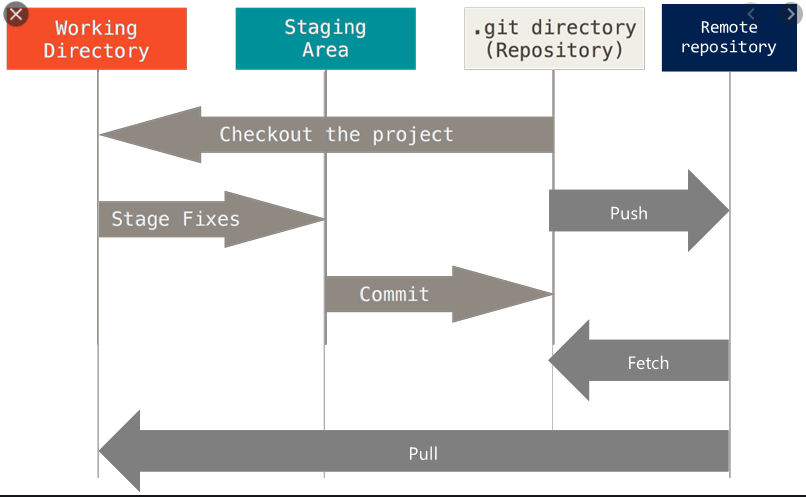 Working
Directory
Staging
Area
.git directory
(Repository)
Remote
repository
Checkout the project
Stage Fixes
Push
Commit
Fetch
Pull